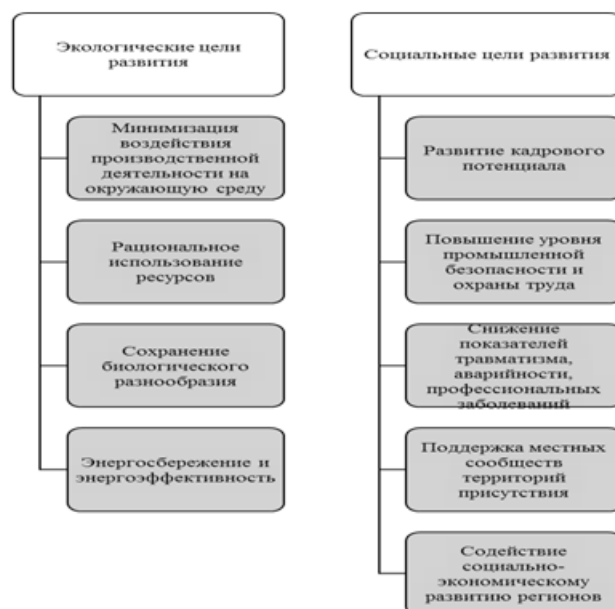 Экологические цели
развития
Минимизация
воздействия
производственной
деятельности на
окружающую среду
Рациональное
использование
ресурсов
Сохранение
биологического
разнообразия
Энергосбережение и
энергоэффективность
Социальные цели развития
Развитие кадрового
потенциала
Повышение уровня
промышленной
безопасности и
охраны труда
Снижение
показателей
травматизма,
аварийности,
профессиональных
заболеваний
Поддержка местных
сообществ
территорий
присутствия
Содействие
социально-
экономическому
развитию регионов